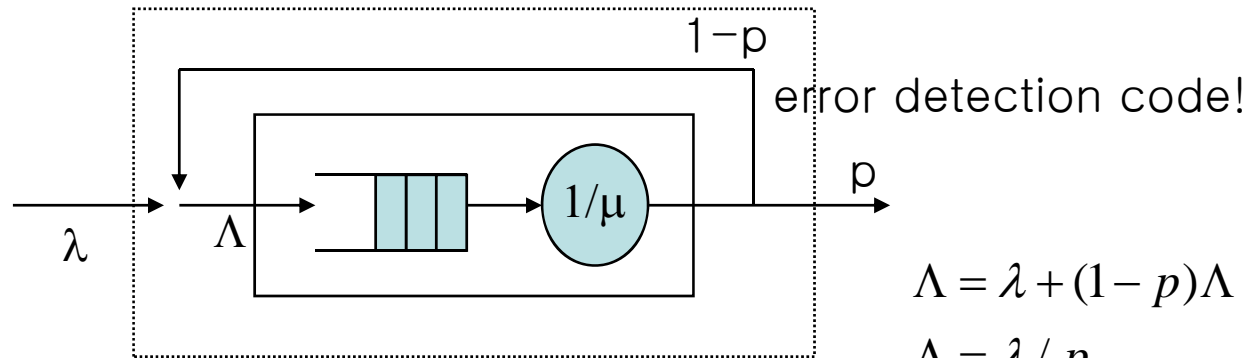 1-p
error detection code!
p
1/μ
λ
Λ
Λ = λ + (1 - p)Λ
Λ = λ / p